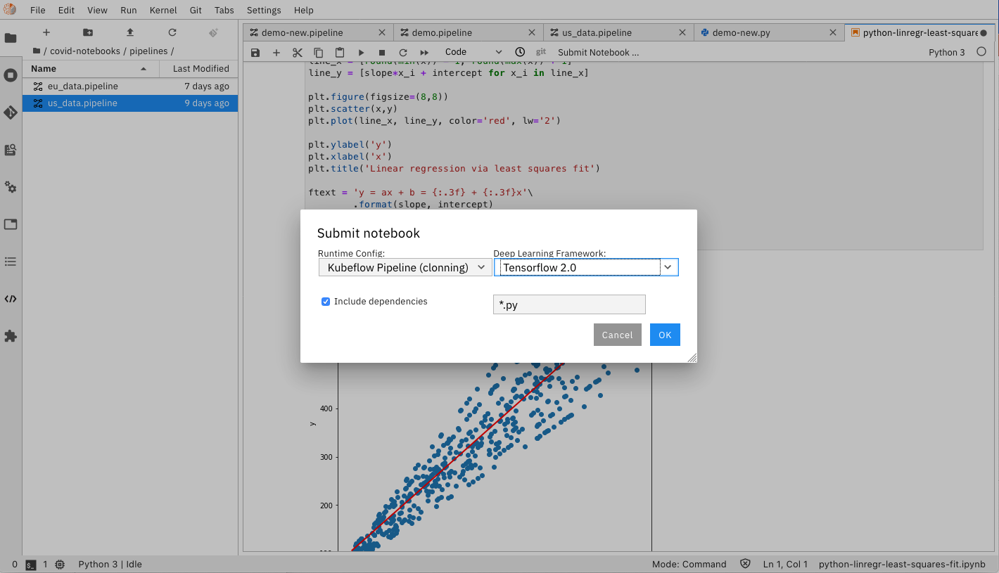 File Edit View Run Kernel Git Tabs Settings Help
/ covid-notebooks / pipelines /
Name Last Modified
eu_data.pipeline 7 days ago
us_data.pipeline 9 days ago
demo-new.pipeline demo.pipeline us_data.pipeline demo-new.py python-linregr-least-square
Code git Submit Notebook ... Python 3
line_x = [round(min(x)) - 1, round(max(x)) + 1]
line_y = [slope*x_i + intercept for x_i in line_x]
plt.figure(figsize=(8,8))
plt.scatter(x,y)
plt.plot(line_x, line_y, color='red', lw='2')
plt.ylabel('y')
plt.xlabel('x')
plt.title('Linear regression via least squares fit')
ftext = 'y = ax + b = {:.3f} + {:.3f}x'\
.format(slope, intercept)
Submit notebook
Runtime Config: Deep Learning Framework:
Kubeflow Pipeline (clonning) Tensorflow 2.0
Include dependencies *.py
Cancel OK
400
y
300
200
0 $_ 1 Python 3 | Idle Mode: Command Ln 1, Col 1 python-linregr-least-squares-fit.ipynb